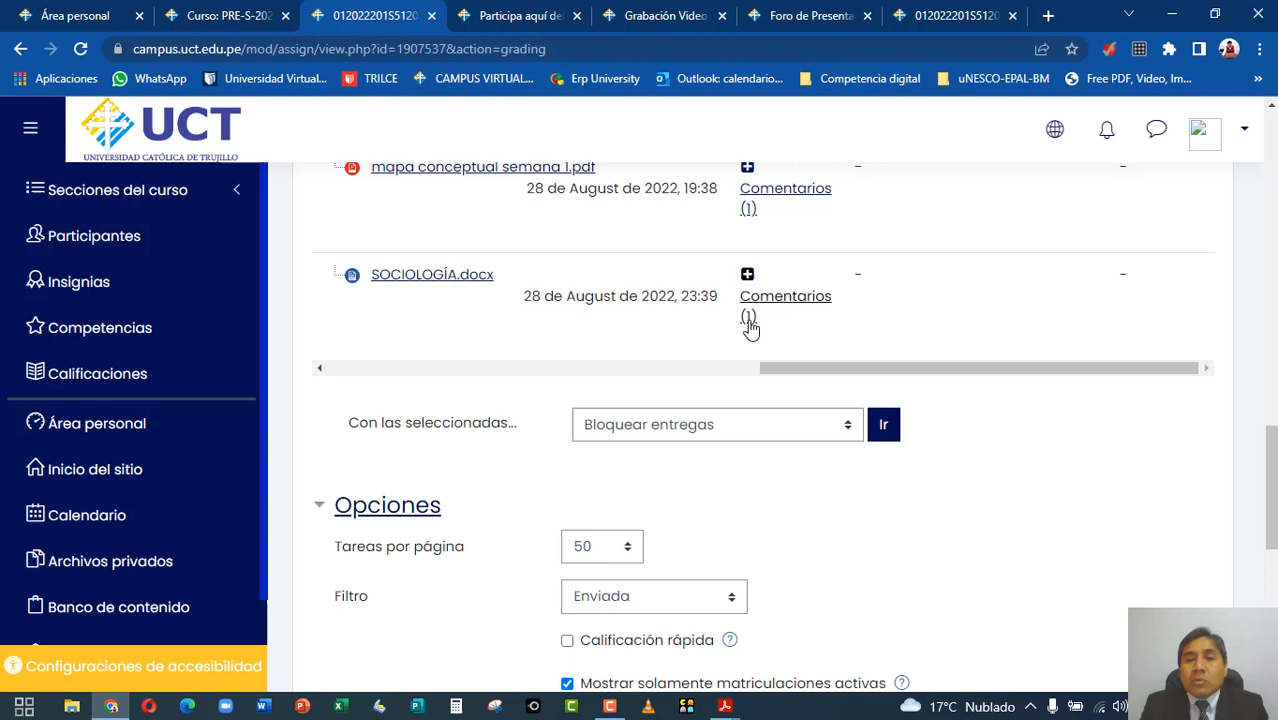 Área personal
Curso: PRE-S-202
012022201S5120
Participa aquí del
Grabación Video
Foro de Presenta
012022201S5120
campus.uct.edu.pe/mod/assign/view.php?id=1907537&action=grading
Aplicaciones
WhatsApp
Universidad Virtual...
TRILCE
CAMPUS VIRTUAL...
Erp University
Outlook: calendario...
Competencia digital
uNESCO-EPAL-BM
Free PDF, Video, Im...
»
UCT
UNIVERSIDAD CATÓLICA DE TRUJILLO
Secciones del curso
Participantes
Insignias
Competencias
Calificaciones
Área personal
Inicio del sitio
Calendario
Archivos privados
Banco de contenido
Configuraciones de accesibilidad
mapa conceptual semana 1.pdf
28 de August de 2022, 19:38
Comentarios
(1)
-
-
SOCIOLOGÍA.docx
28 de August de 2022, 23:39
Comentarios
(1)
-
-
Con las seleccionadas...
Bloquear entregas
Ir
Opciones
Tareas por página
50
Filtro
Enviada
Calificación rápida
Mostrar solamente matriculaciones activas
17°C Nublado